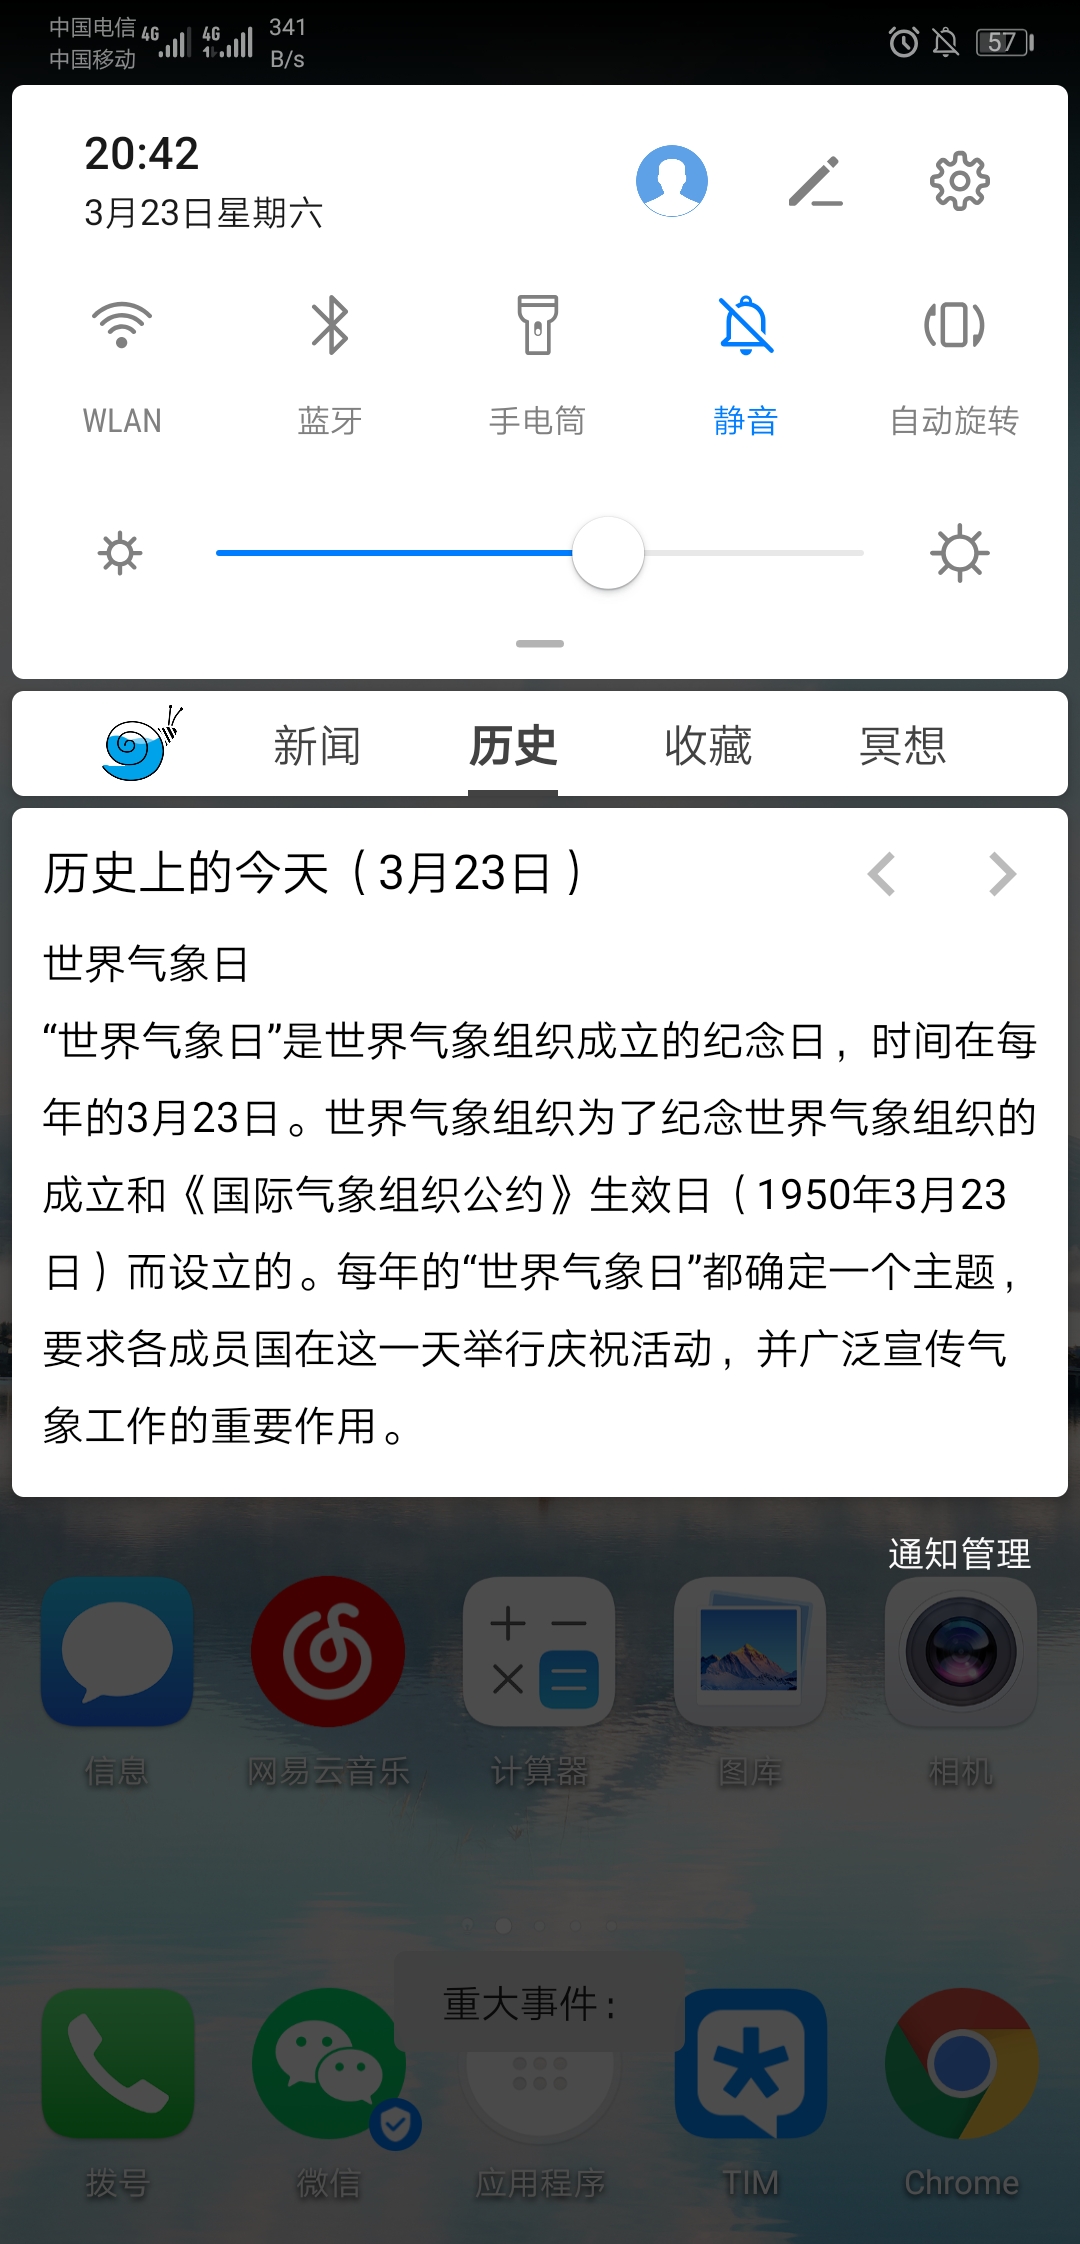 中国电信 4G 4G 341
中国移动 B/s 57
20:42
3月23日星期六
WLAN 蓝牙 手电筒 静音 自动旋转
新闻 历史 收藏 冥想
历史上的今天（3月23日）
世界气象日
“世界气象日”是世界气象组织成立的纪念日，时间在每
年的3月23日。世界气象组织为了纪念世界气象组织的
成立和《国际气象组织公约》生效日（1950年3月23
日）而设立的。每年的“世界气象日”都确定一个主题，
要求各成员国在这一天举行庆祝活动，并广泛宣传气
象工作的重要作用。
通知管理
信息 网易云音乐 计算器 图库 相机
重大事件：
拨号 微信 应用程序 TIM Chrome